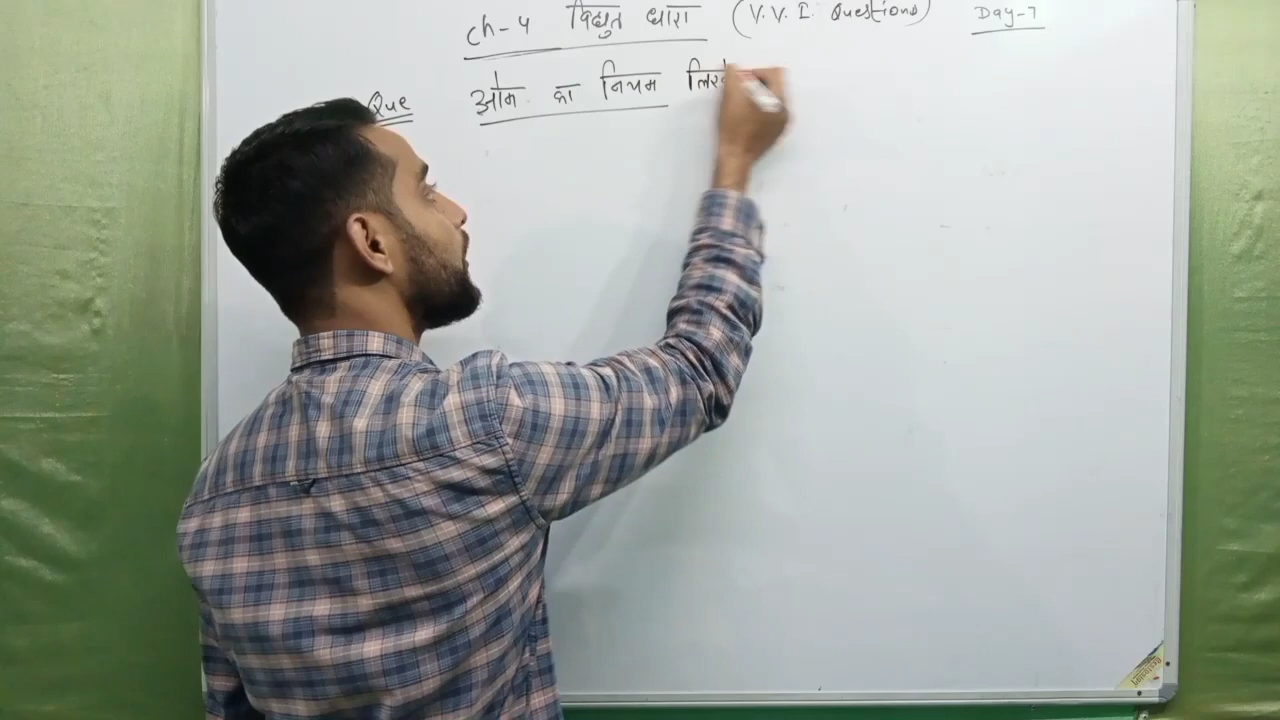 Ch-4 विद्युत धारा (V.V.I. Questions) Day-7
Que ओम का नियम